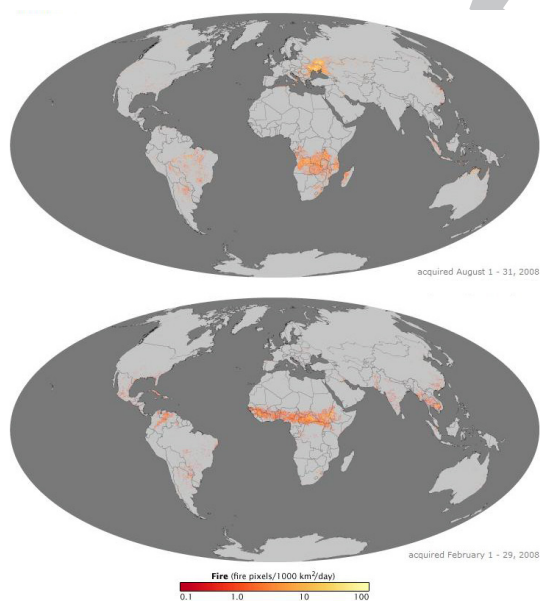 acquired August 1 - 31, 2008
acquired February 1 - 29, 2008
Fire (fire pixels/1000 km²/day)
0.1 1.0 10 100